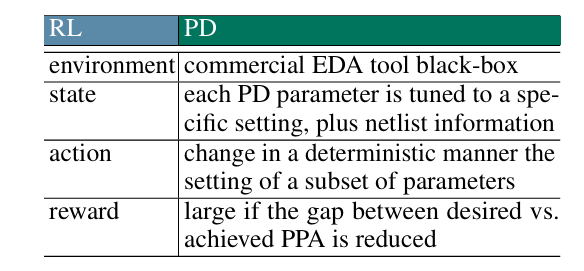 RL PD
environment commercial EDA tool black-box
state each PD parameter is tuned to a spe-
cific setting, plus netlist information
action change in a deterministic manner the
setting of a subset of parameters
reward large if the gap between desired vs.
achieved PPA is reduced